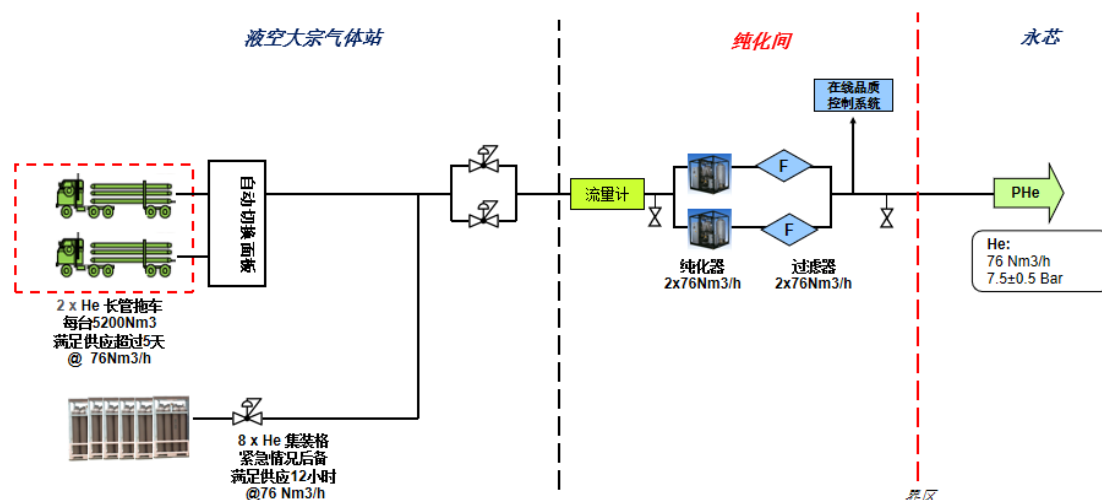 液空大宗气体站
纯化间
永芯
在线品质
控制系统
自动切换面板
流量计
F
F
PHe
纯化器
2x76Nm3/h
过滤器
2x76Nm3/h
He:
76 Nm3/h
7.5±0.5 Bar
2 x He 长管拖车
每台5200Nm3
满足供应超过5天
@ 76Nm3/h
8 x He 集装格
紧急情况后备
满足供应12小时
@76 Nm3/h
界区